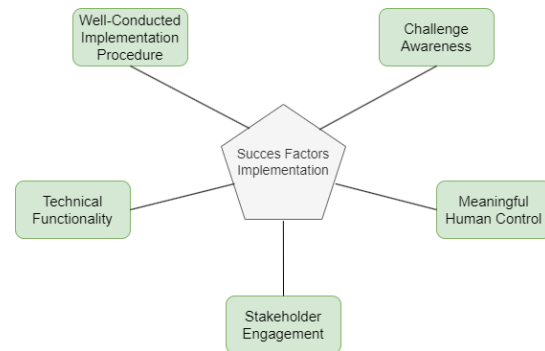 Well-Conducted
Implementation
Procedure
Challenge
Awareness
Succes Factors
Implementation
Technical
Functionality
Meaningful
Human Control
Stakeholder
Engagement